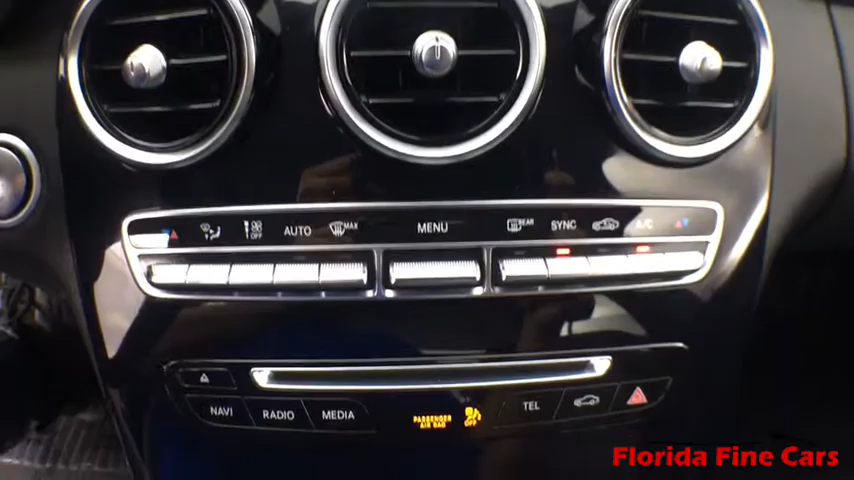 OFF AUTO MAX MENU REAR SYNC A/C
NAVI RADIO MEDIA PASSENGER AIR BAG OFF TEL
Florida Fine Cars